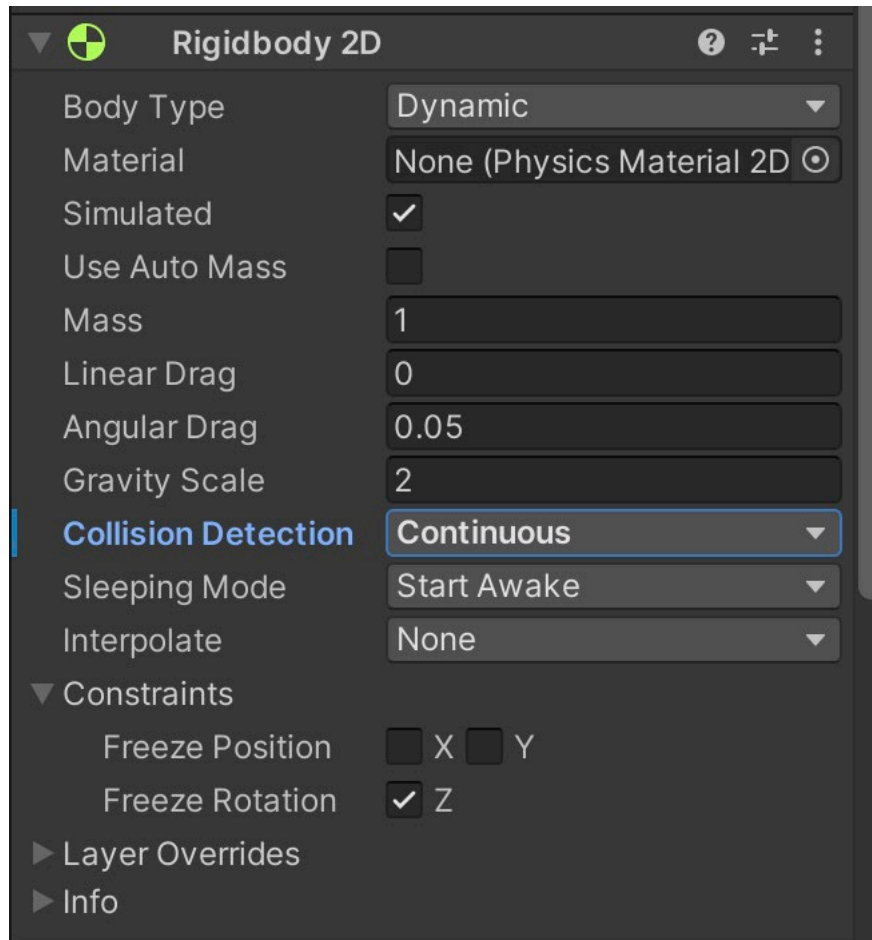 Rigidbody 2D
Body Type Dynamic
Material None (Physics Material 2D
Simulated
Use Auto Mass
Mass 1
Linear Drag 0
Angular Drag 0.05
Gravity Scale 2
Collision Detection Continuous
Sleeping Mode Start Awake
Interpolate None
Constraints
Freeze Position X Y
Freeze Rotation Z
Layer Overrides
Info